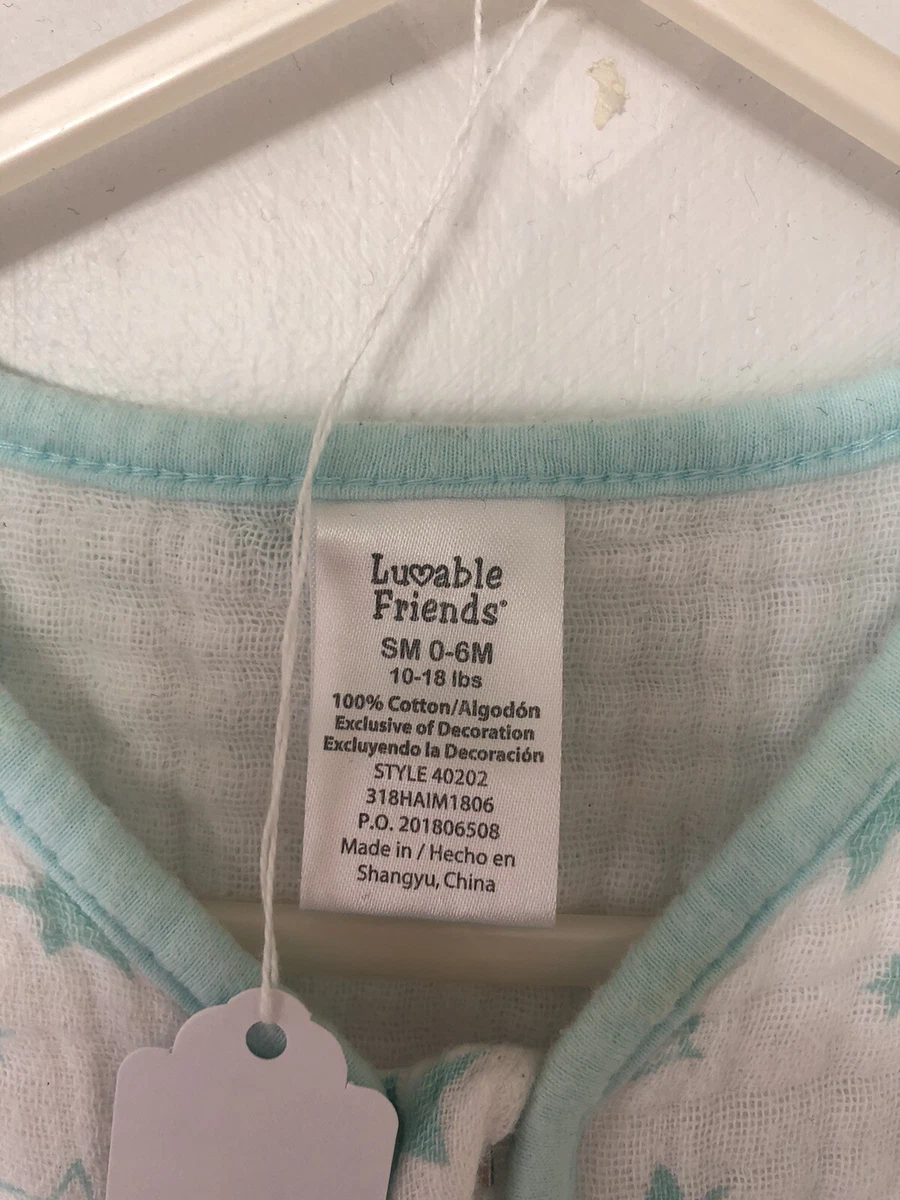 Luvable
Friends®
SM 0-6M
10-18 lbs
100% Cotton/Algodón
Exclusive of Decoration
Excluyendo la Decoración
STYLE 40202
318HAIM1806
P.O. 201806508
Made in / Hecho en
Shangyu, China